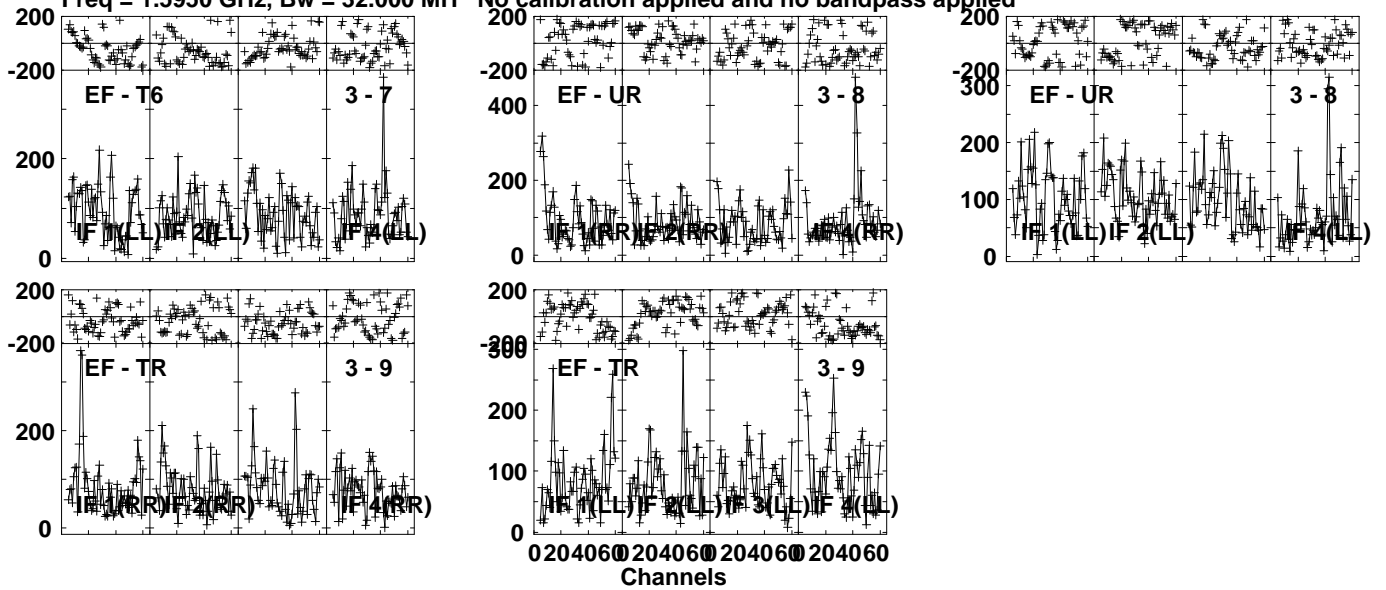 Freq = 1.5950 GHz, Bw = 32.000 MH No calibration applied and no bandpass applied
200
-200
EF - T6 3 - 7
200
0
IF 1(LL) IF 2(LL) IF 4(LL)
200
-200
EF - UR 3 - 8
400
200
0
IF 1(RR) IF 2(RR) IF 4(RR)
200
-200
EF - UR 3 - 8
300
200
100
0
IF 1(LL) IF 2(LL) IF 4(LL)
200
-200
EF - TR 3 - 9
200
0
IF 1(RR) IF 2(RR) IF 4(RR)
200
-200
300
EF - TR 3 - 9
200
100
0
IF 1(LL) IF 2(LL) IF 3(LL) IF 4(LL)
0 20 40 60 0 20 40 60 0 20 40 60 0 20 40 60
Channels